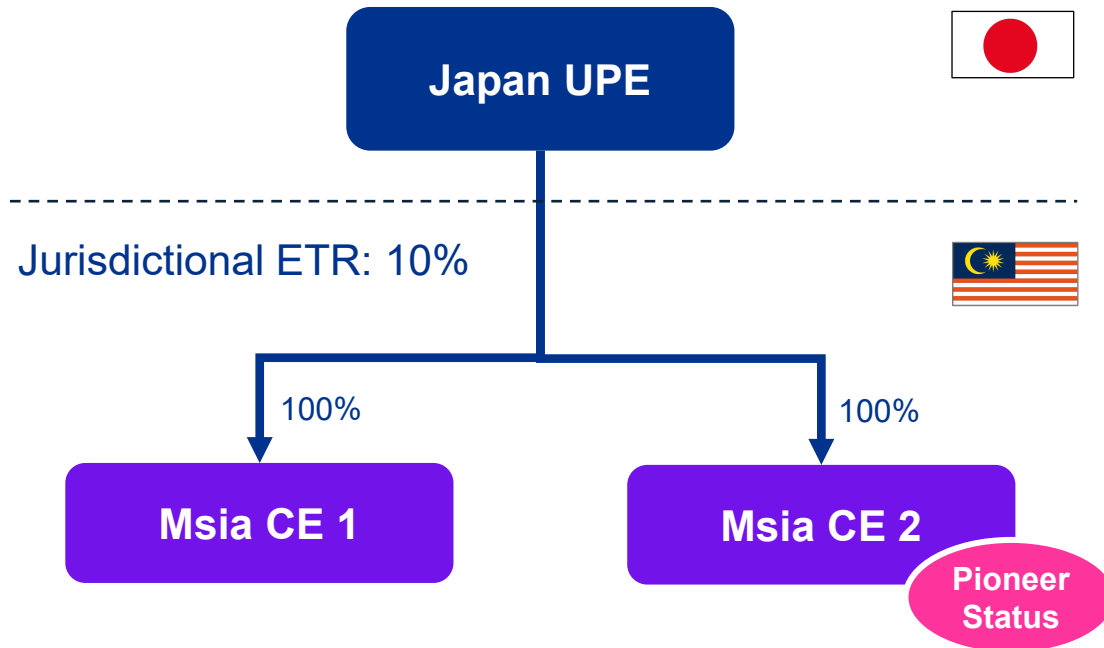 Japan UPE
Jurisdictional ETR: 10%
100%
100%
Msia CE 1
Msia CE 2
Pioneer
Status